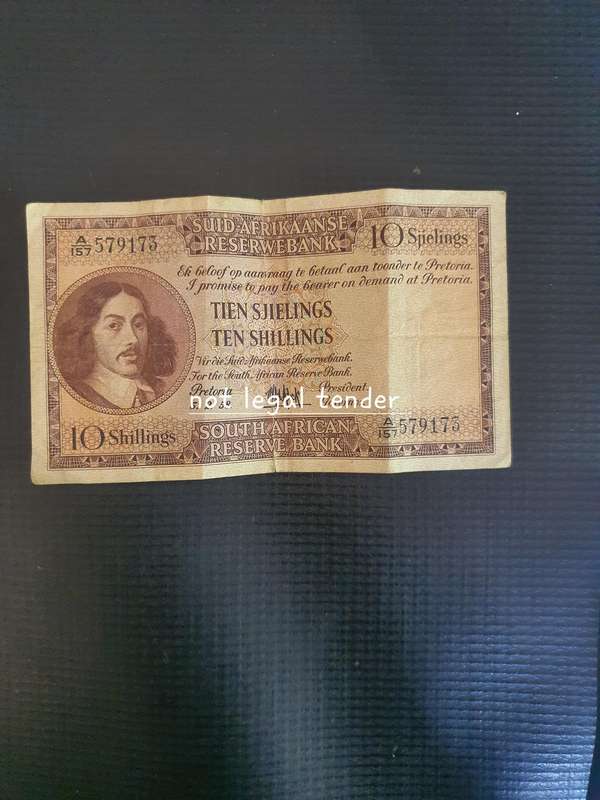 SUID-AFRIKAANSE
RESERWEBANK
A/157 579173
10 Sjielings
Ek beloof op aanvraag te betaal aan toonder te Pretoria.
I promise to pay the bearer on demand at Pretoria.
TIEN SJIELINGS
TEN SHILLINGS
Vir die Suid-Afrikaanse Reserwebank.
For the South African Reserve Bank.
Pretoria
President
not legal tender
10 Shillings
SOUTH AFRICAN
RESERVE BANK
A/157 579173